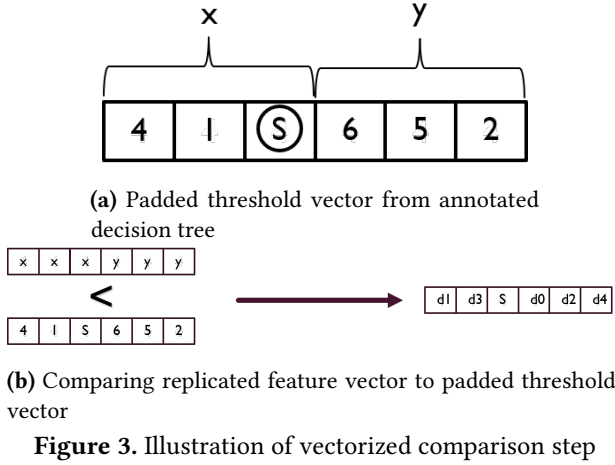 x y
4 1 S 6 5 2
(a) Padded threshold vector from annotated
decision tree
x x x y y y
<
d1 d3 S d0 d2 d4
4 1 S 6 5 2
(b) Comparing replicated feature vector to padded threshold
vector
Figure 3. Illustration of vectorized comparison step